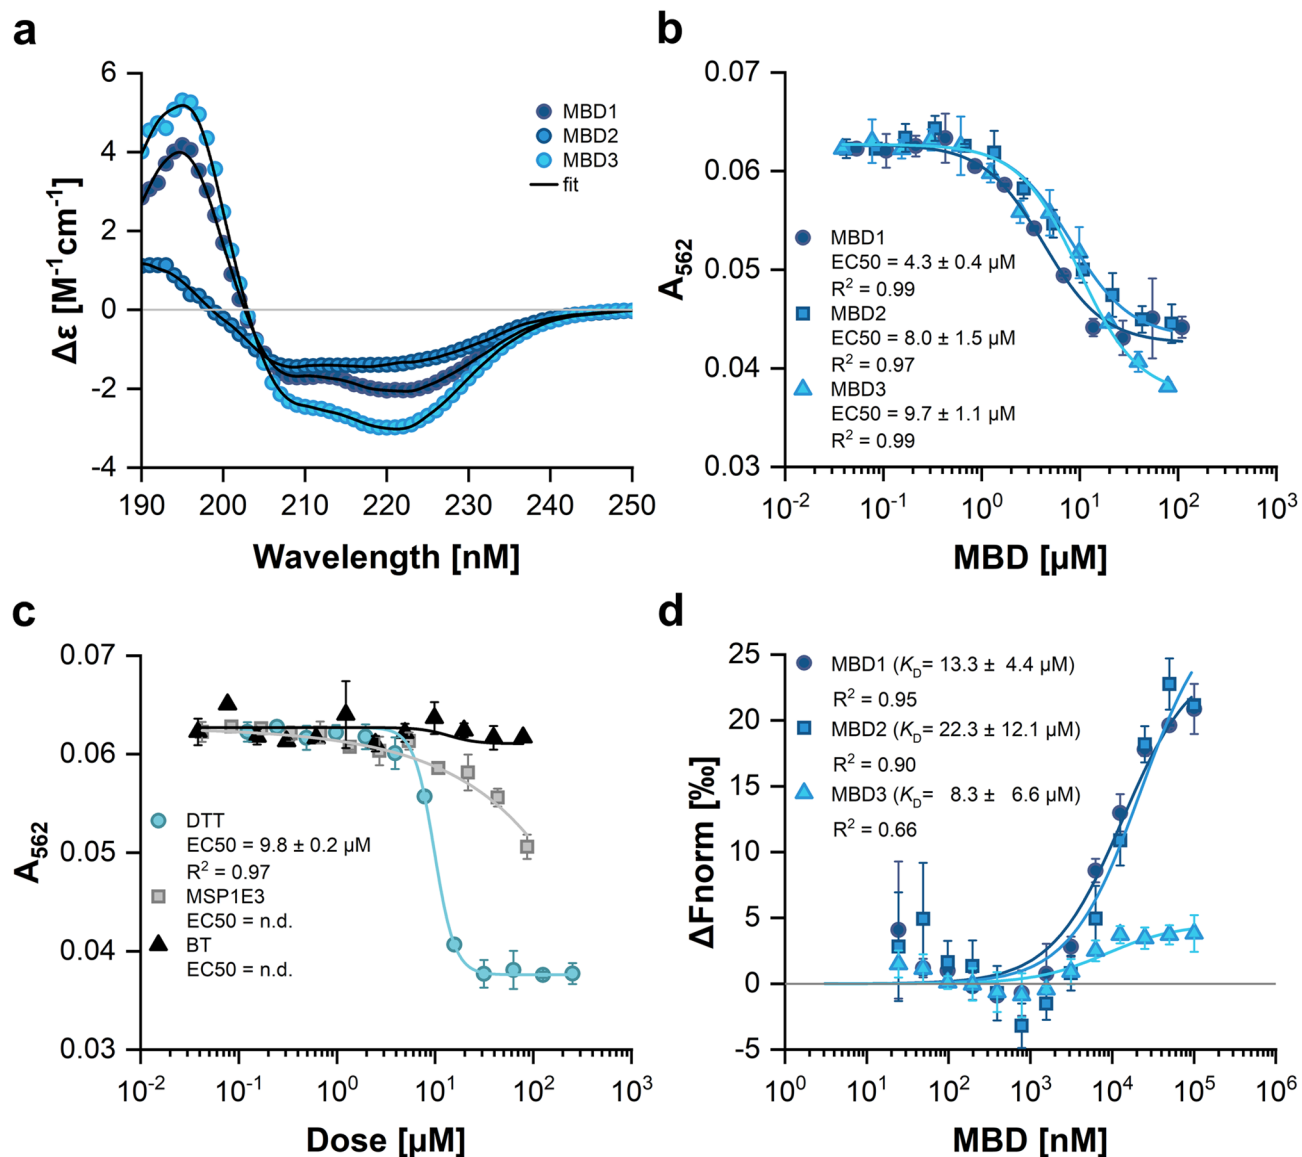 a
6
4
2
0
-2
-4
190
200
210
220
230
240
250
Δε [M⁻¹cm⁻¹]
Wavelength [nM]
MBD1
MBD2
MBD3
fit
b
0.07
0.06
0.05
0.04
0.03
10⁻²
10⁻¹
10⁰
10¹
10²
10³
A₅₆₂
MBD [µM]
MBD1
EC50 = 4.3 ± 0.4 µM
R² = 0.99
MBD2
EC50 = 8.0 ± 1.5 µM
R² = 0.97
MBD3
EC50 = 9.7 ± 1.1 µM
R² = 0.99
c
0.07
0.06
0.05
0.04
0.03
10⁻²
10⁻¹
10⁰
10¹
10²
10³
A₅₆₂
Dose [µM]
DTT
EC50 = 9.8 ± 0.2 µM
R² = 0.97
MSP1E3
EC50 = n.d.
BT
EC50 = n.d.
d
25
20
15
10
5
0
-5
10⁰
10¹
10²
10³
10⁴
10⁵
10⁶
ΔFnorm [‰]
MBD [nM]
MBD1 (K_D= 13.3 ± 4.4 µM)
R² = 0.95
MBD2 (K_D= 22.3 ± 12.1 µM)
R² = 0.90
MBD3 (K_D= 8.3 ± 6.6 µM)
R² = 0.66